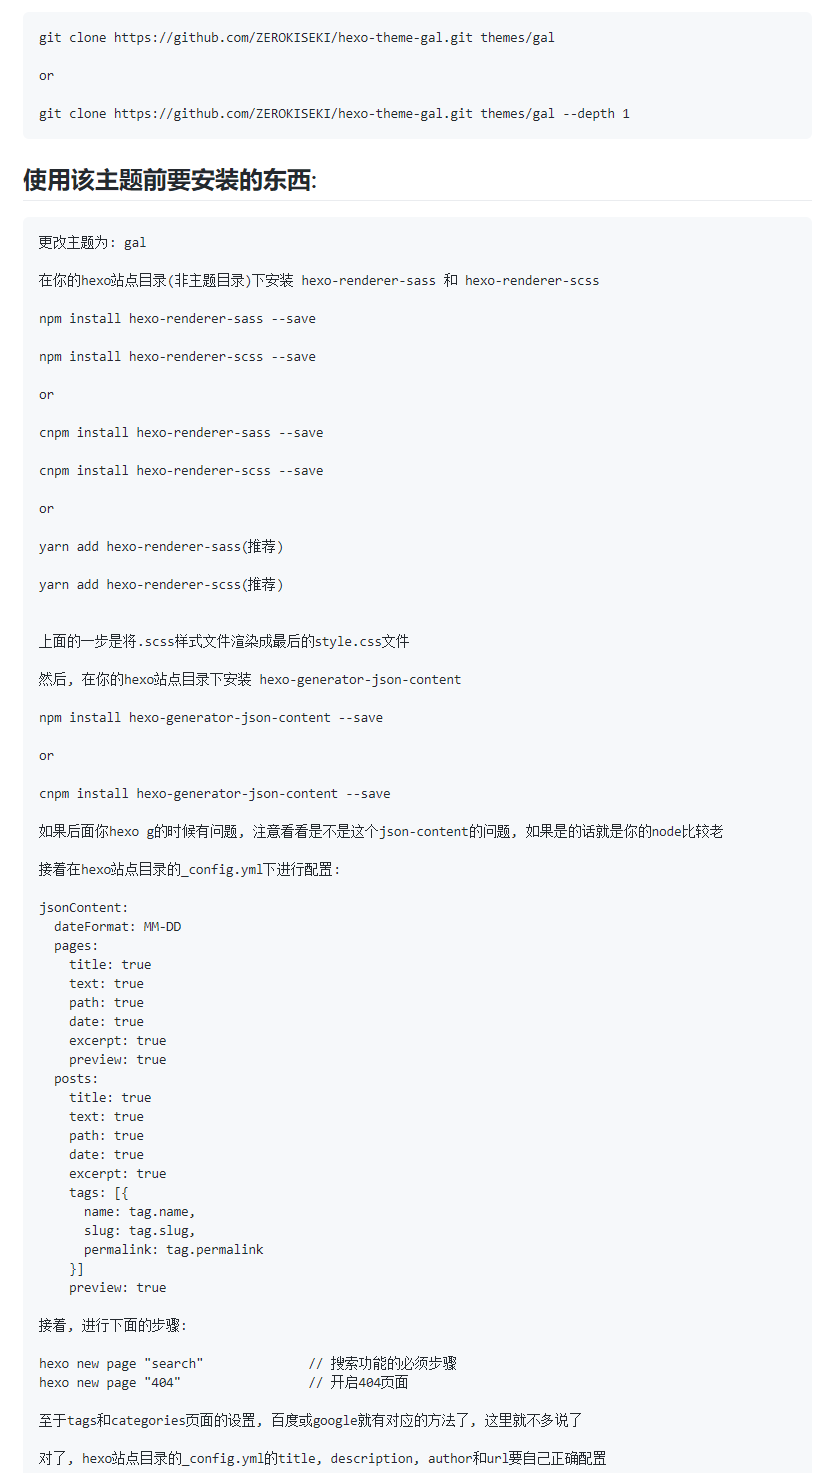 git clone https://github.com/ZEROKISEKI/hexo-theme-gal.git themes/gal
or
git clone https://github.com/ZEROKISEKI/hexo-theme-gal.git themes/gal --depth 1
使用该主题前要安装的东西:
更改主题为: gal
在你的hexo站点目录(非主题目录)下安装 hexo-renderer-sass 和 hexo-renderer-scss
npm install hexo-renderer-sass --save
npm install hexo-renderer-scss --save
or
cnpm install hexo-renderer-sass --save
cnpm install hexo-renderer-scss --save
or
yarn add hexo-renderer-sass(推荐)
yarn add hexo-renderer-scss(推荐)
上面的一步是将.scss样式文件渲染成最后的style.css文件
然后, 在你的hexo站点目录下安装 hexo-generator-json-content
npm install hexo-generator-json-content --save
or
cnpm install hexo-generator-json-content --save
如果后面你hexo g的时候有问题, 注意看看是不是这个json-content的问题, 如果是的话就是你的node比较老
接着在hexo站点目录的_config.yml下进行配置:
jsonContent:
  dateFormat: MM-DD
  pages:
    title: true
    text: true
    path: true
    date: true
    excerpt: true
    preview: true
  posts:
    title: true
    text: true
    path: true
    date: true
    excerpt: true
    tags: [{
      name: tag.name,
      slug: tag.slug,
      permalink: tag.permalink
    }]
    preview: true
接着, 进行下面的步骤:
hexo new page "search"              // 搜索功能的必须步骤
hexo new page "404"                 // 开启404页面
至于tags和categories页面的设置, 百度或google就有对应的方法了, 这里就不多说了
对了, hexo站点目录的_config.yml的title, description, author和url要自己正确配置